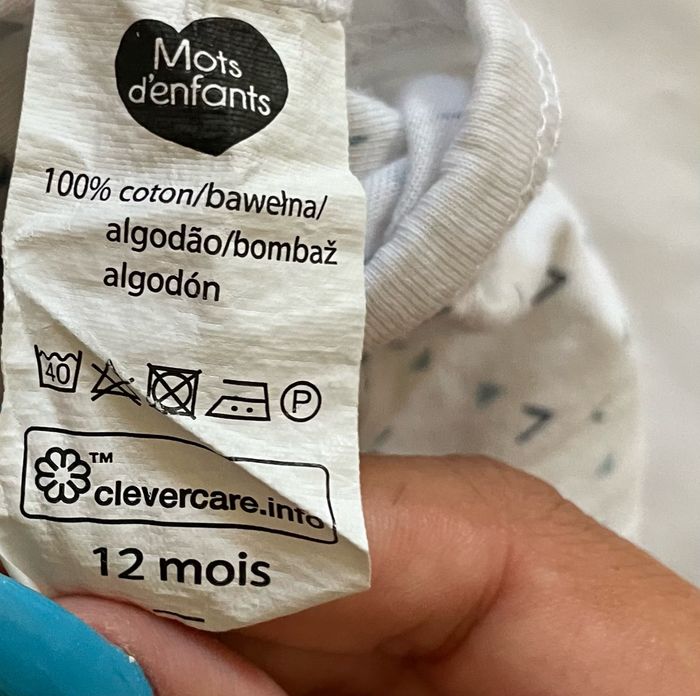 Mots
d'enfants
100% coton/bawełna/
algodão/bombaž
algodón
40
P
TM
clevercare.info
12 mois